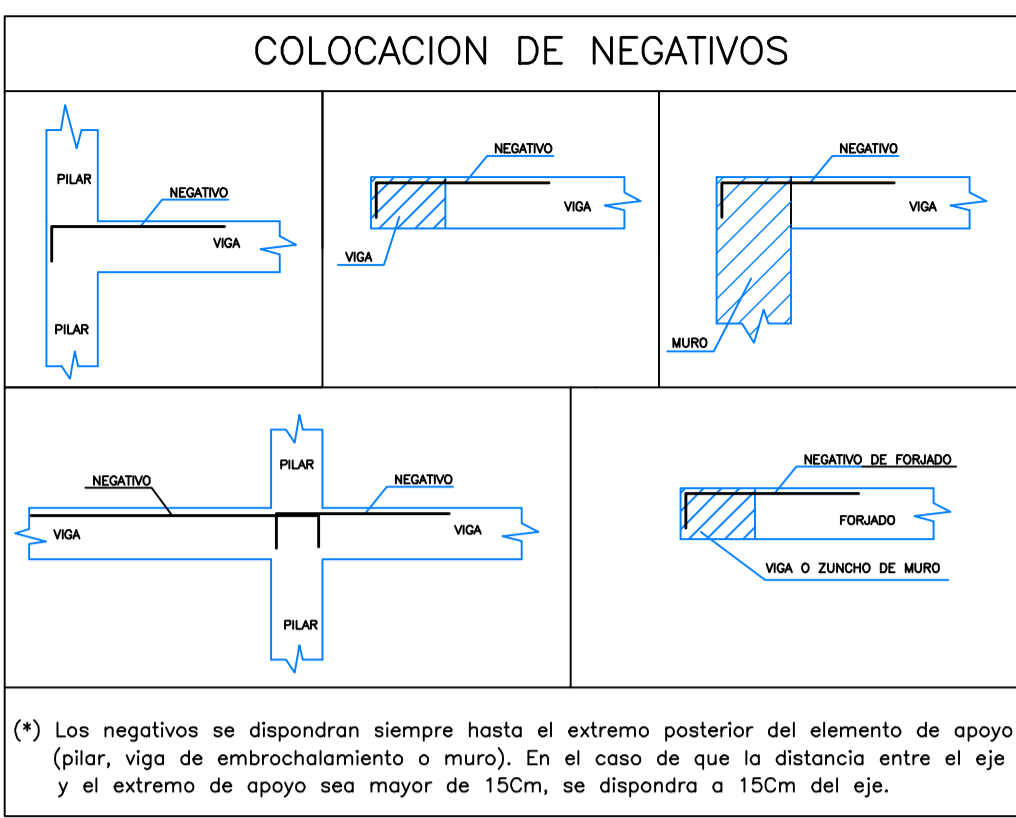 COLOCACION DE NEGATIVOS
PILAR
NEGATIVO
VIGA
PILAR
NEGATIVO
VIGA
VIGA
NEGATIVO
VIGA
MURO
NEGATIVO
PILAR
NEGATIVO
VIGA
VIGA
PILAR
NEGATIVO DE FORJADO
FORJADO
VIGA O ZUNCHO DE MURO
(*) Los negativos se dispondran siempre hasta el extremo posterior del elemento de apoyo
(pilar, viga de embrochalamiento o muro). En el caso de que la distancia entre el eje
y el extremo de apoyo sea mayor de 15Cm, se dispondra a 15Cm del eje.